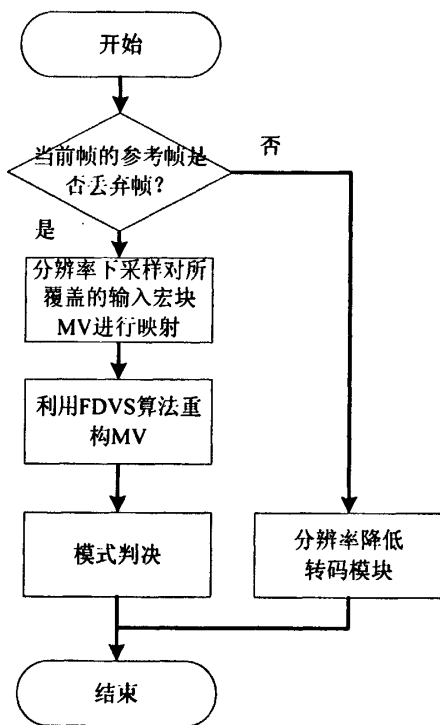 开始
当前帧的参考帧是
否丢弃帧?
否
是
分辨率下采样对所
覆盖的输入宏块
MV进行映射
利用FDVS算法重
构MV
模式判决
分辨率降低
转码模块
结束